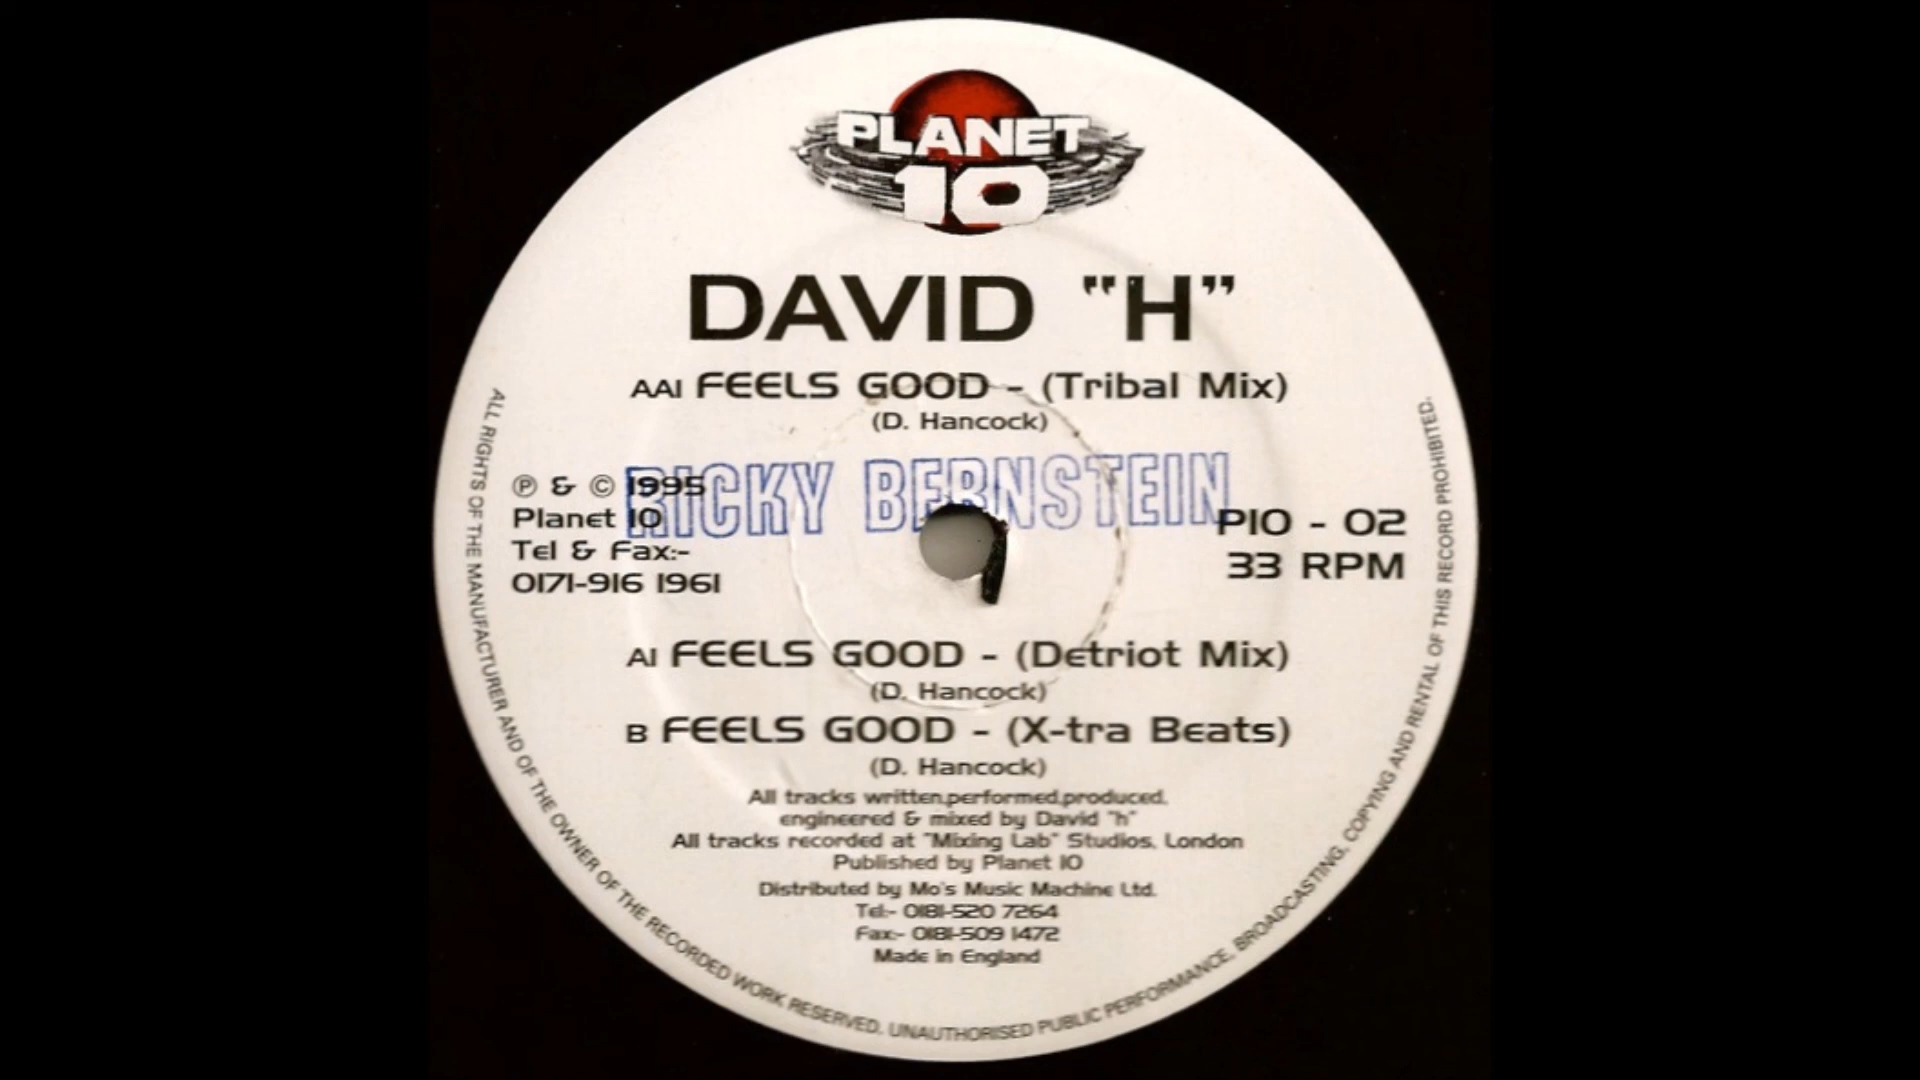 PLANET
10
DAVID "H"
AA1 FEELS GOOD - (Tribal Mix)
(D. Hancock)
RICKY BERNSTEIN
℗ & © 1995
Planet 10
Tel & Fax:-
0171-916 1961
P10 - 02
33 RPM
A1 FEELS GOOD - (Detriot Mix)
(D. Hancock)
B FEELS GOOD - (X-tra Beats)
(D. Hancock)
All tracks written,performed,produced,
engineered & mixed by David "h"
All tracks recorded at "Mixing Lab" Studios, London
Published by Planet 10
Distributed by Mo's Music Machine Ltd.
Tel:- 0181-520 7264
Fax:- 0181-509 1472
Made in England
ALL RIGHTS OF THE MANUFACTURER AND OF THE OWNER OF THE RECORDED WORK RESERVED. UNAUTHORISED PUBLIC PERFORMANCE, BROADCASTING, COPYING AND RENTAL OF THIS RECORD PROHIBITED.